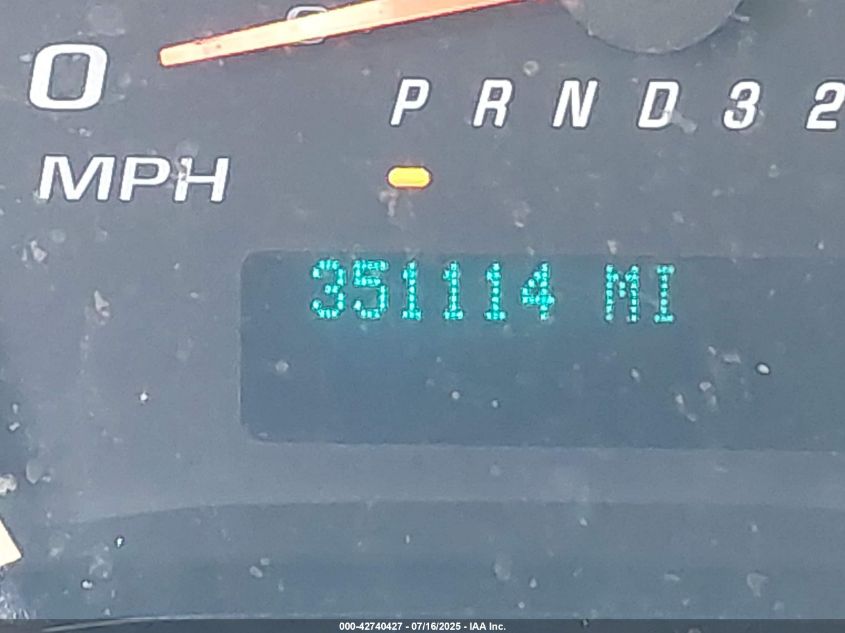 0
P R N D 3 2
MPH
351114 MI
000-42740427 - 07/16/2025 - IAA Inc.